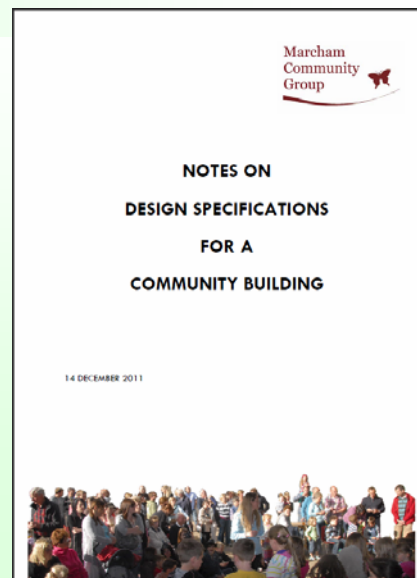 Marcham
Community
Group
NOTES ON
DESIGN SPECIFICATIONS
FOR A
COMMUNITY BUILDING
14 DECEMBER 2011